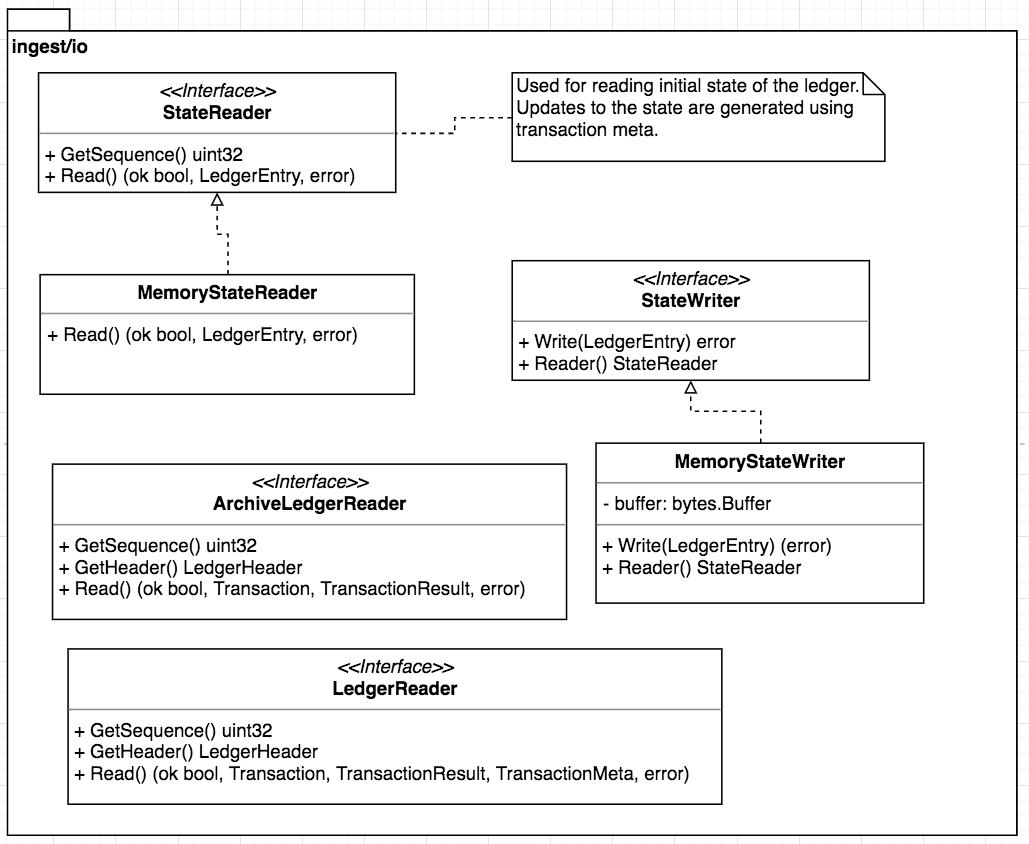 ingest/io
<<Interface>>
StateReader
+ GetSequence() uint32
+ Read() (ok bool, LedgerEntry, error)
Used for reading initial state of the ledger.
Updates to the state are generated using
transaction meta.
MemoryStateReader
+ Read() (ok bool, LedgerEntry, error)
<<Interface>>
StateWriter
+ Write(LedgerEntry) error
+ Reader() StateReader
MemoryStateWriter
- buffer: bytes.Buffer
+ Write(LedgerEntry) (error)
+ Reader() StateReader
<<Interface>>
ArchiveLedgerReader
+ GetSequence() uint32
+ GetHeader() LedgerHeader
+ Read() (ok bool, Transaction, TransactionResult, error)
<<Interface>>
LedgerReader
+ GetSequence() uint32
+ GetHeader() LedgerHeader
+ Read() (ok bool, Transaction, TransactionResult, TransactionMeta, error)